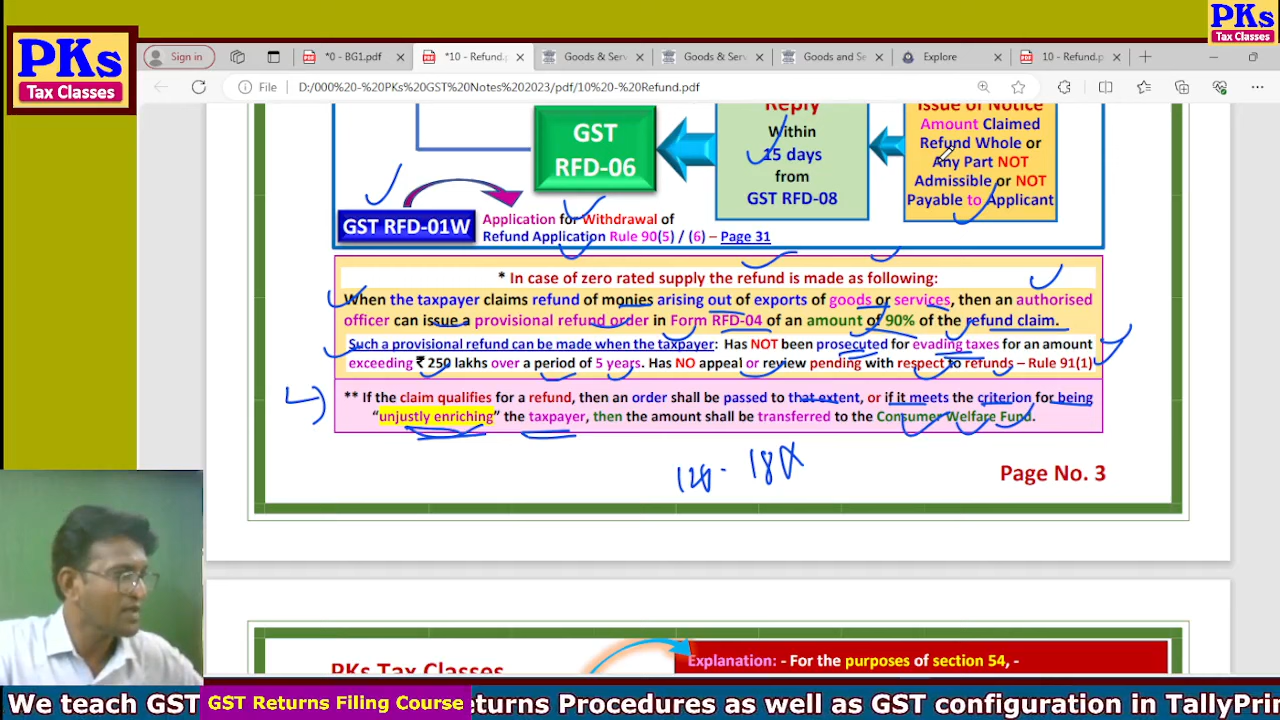 PKs
Tax Classes
PKs
Tax Classes
Sign in
*0 - BG1.pdf
*10 - Refund.p
Goods & Serv
Goods & Serv
Goods and Se
Explore
10 - Refund.p
File
D:/000%20-%20PKs%20GST%20Notes%202023/pdf/10%20-%20Refund.pdf
GST
RFD-06
Reply
Within
15 days
from
GST RFD-08
Issue of Notice
Amount Claimed
Refund Whole or
Any Part NOT
Admissible or NOT
Payable to Applicant
GST RFD-01W
Application for Withdrawal of
Refund Application Rule 90(5) / (6) – Page 31
* In case of zero rated supply the refund is made as following:
When the taxpayer claims refund of monies arising out of exports of goods or services, then an authorised
officer can issue a provisional refund order in Form RFD-04 of an amount of 90% of the refund claim.
Such a provisional refund can be made when the taxpayer: Has NOT been prosecuted for evading taxes for an amount
exceeding ₹ 250 lakhs over a period of 5 years. Has NO appeal or review pending with respect to refunds – Rule 91(1)
** If the claim qualifies for a refund, then an order shall be passed to that extent, or if it meets the criterion for being
“unjustly enriching” the taxpayer, then the amount shall be transferred to the Consumer Welfare Fund.
Page No. 3
PKs Tax Classes
Explanation: - For the purposes of section 54, -
We teach GST
GST Returns Filing Course
eturns Procedures as well as GST configuration in TallyPri